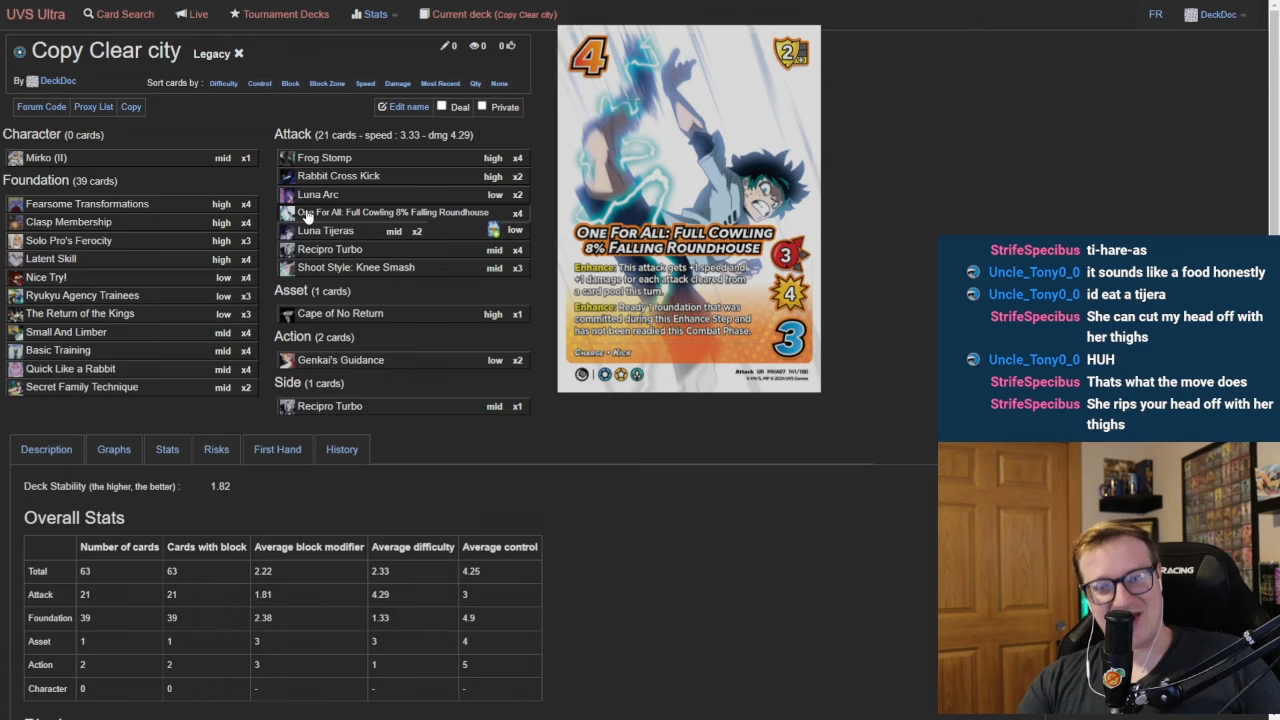 UVS Ultra Card Search Live Tournament Decks Stats Current deck (Copy Clear city) FR DeckDoc
Copy Clear city Legacy
0 0 0
By DeckDoc Sort cards by : Difficulty Control Block Block Zone Speed Damage Most Recent Qty None
Forum Code Proxy List Copy Edit name Deal Private
Character (0 cards)
Mirko (II) mid x1
Foundation (39 cards)
Fearsome Transformations high x4
Clasp Membership high x4
Solo Pro's Ferocity high x3
Latent Skill high x4
Nice Try! low x4
Ryukyu Agency Trainees low x3
The Return of the Kings low x3
Small And Limber mid x4
Basic Training mid x4
Quick Like a Rabbit mid x4
Secret Family Technique mid x2
Attack (21 cards - speed : 3.33 - dmg 4.29)
Frog Stomp high x4
Rabbit Cross Kick high x2
Luna Arc low x2
One For All: Full Cowling 8% Falling Roundhouse x4
Luna Tijeras mid x2 low
Recipro Turbo mid x4
Shoot Style: Knee Smash mid x3
Asset (1 cards)
Cape of No Return high x1
Action (2 cards)
Genkai's Guidance low x2
Side (1 cards)
Recipro Turbo mid x1
4
2
One For All: Full Cowling
8% Falling Roundhouse
Enhance: This attack gets +1 speed and
+1 damage for each attack cleared from
a card pool this turn.
Enhance: Ready 1 foundation that was
committed during this Enhance Step and
has not been readied this Combat Phase.
Charge • Kick
3
4
3
Attack UR MHA07 141/180
Description Graphs Stats Risks First Hand History
Deck Stability (the higher, the better) : 1.82
Overall Stats
Number of cards Cards with block Average block modifier Average difficulty Average control
Total 63 63 2.22 2.33 4.25
Attack 21 21 1.81 4.29 3
Foundation 39 39 2.38 1.33 4.9
Asset 1 1 3 3 4
Action 2 2 3 1 5
Character 0 0 - - -
StrifeSpecibus ti-hare-as
Uncle_Tony0_0 it sounds like a food honestly
Uncle_Tony0_0 id eat a tijera
StrifeSpecibus She can cut my head off with
her thighs
Uncle_Tony0_0 HUH
StrifeSpecibus Thats what the move does
StrifeSpecibus She rips your head off with her
thighs
RACING